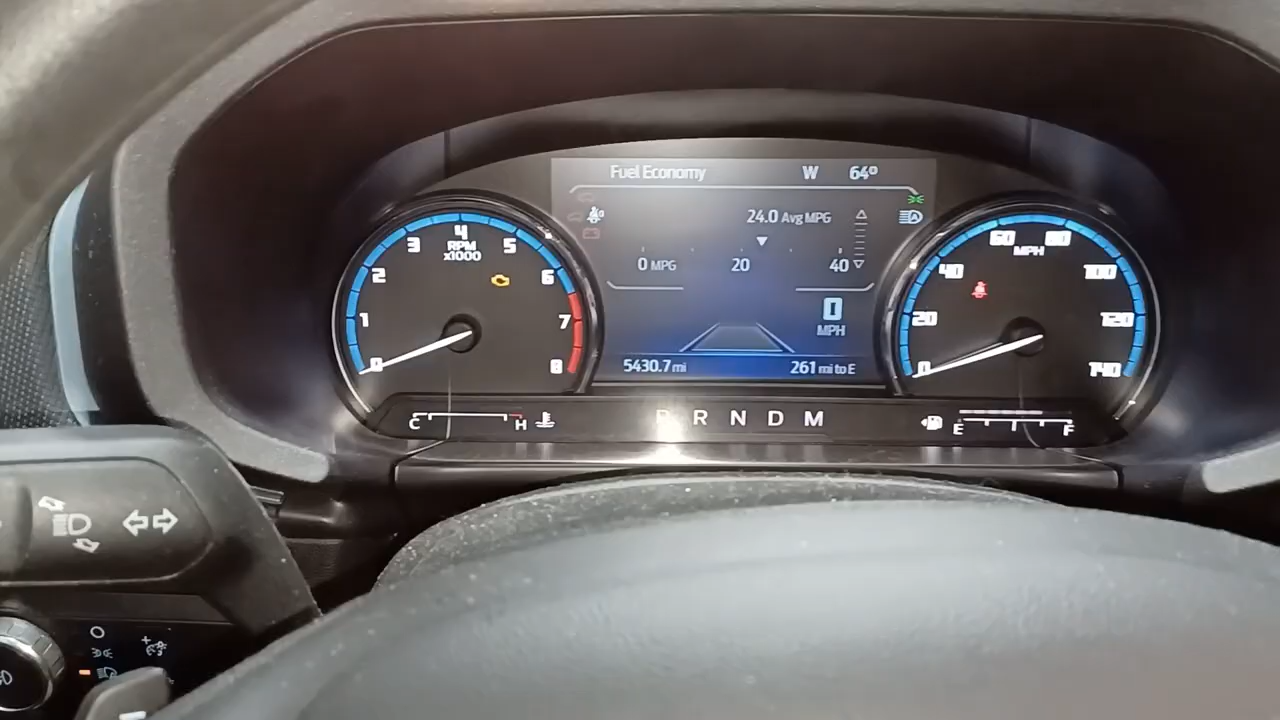 Fuel Economy W 64°
24.0 Avg MPG
0 MPG 20 40
0
MPH
5430.7 mi 261 mi to E
0 1 2 3 4 5 6 7 8
RPM
x1000
0 20 40 60 80 100 120 140
MPH
C H
P R N D M
E F
A